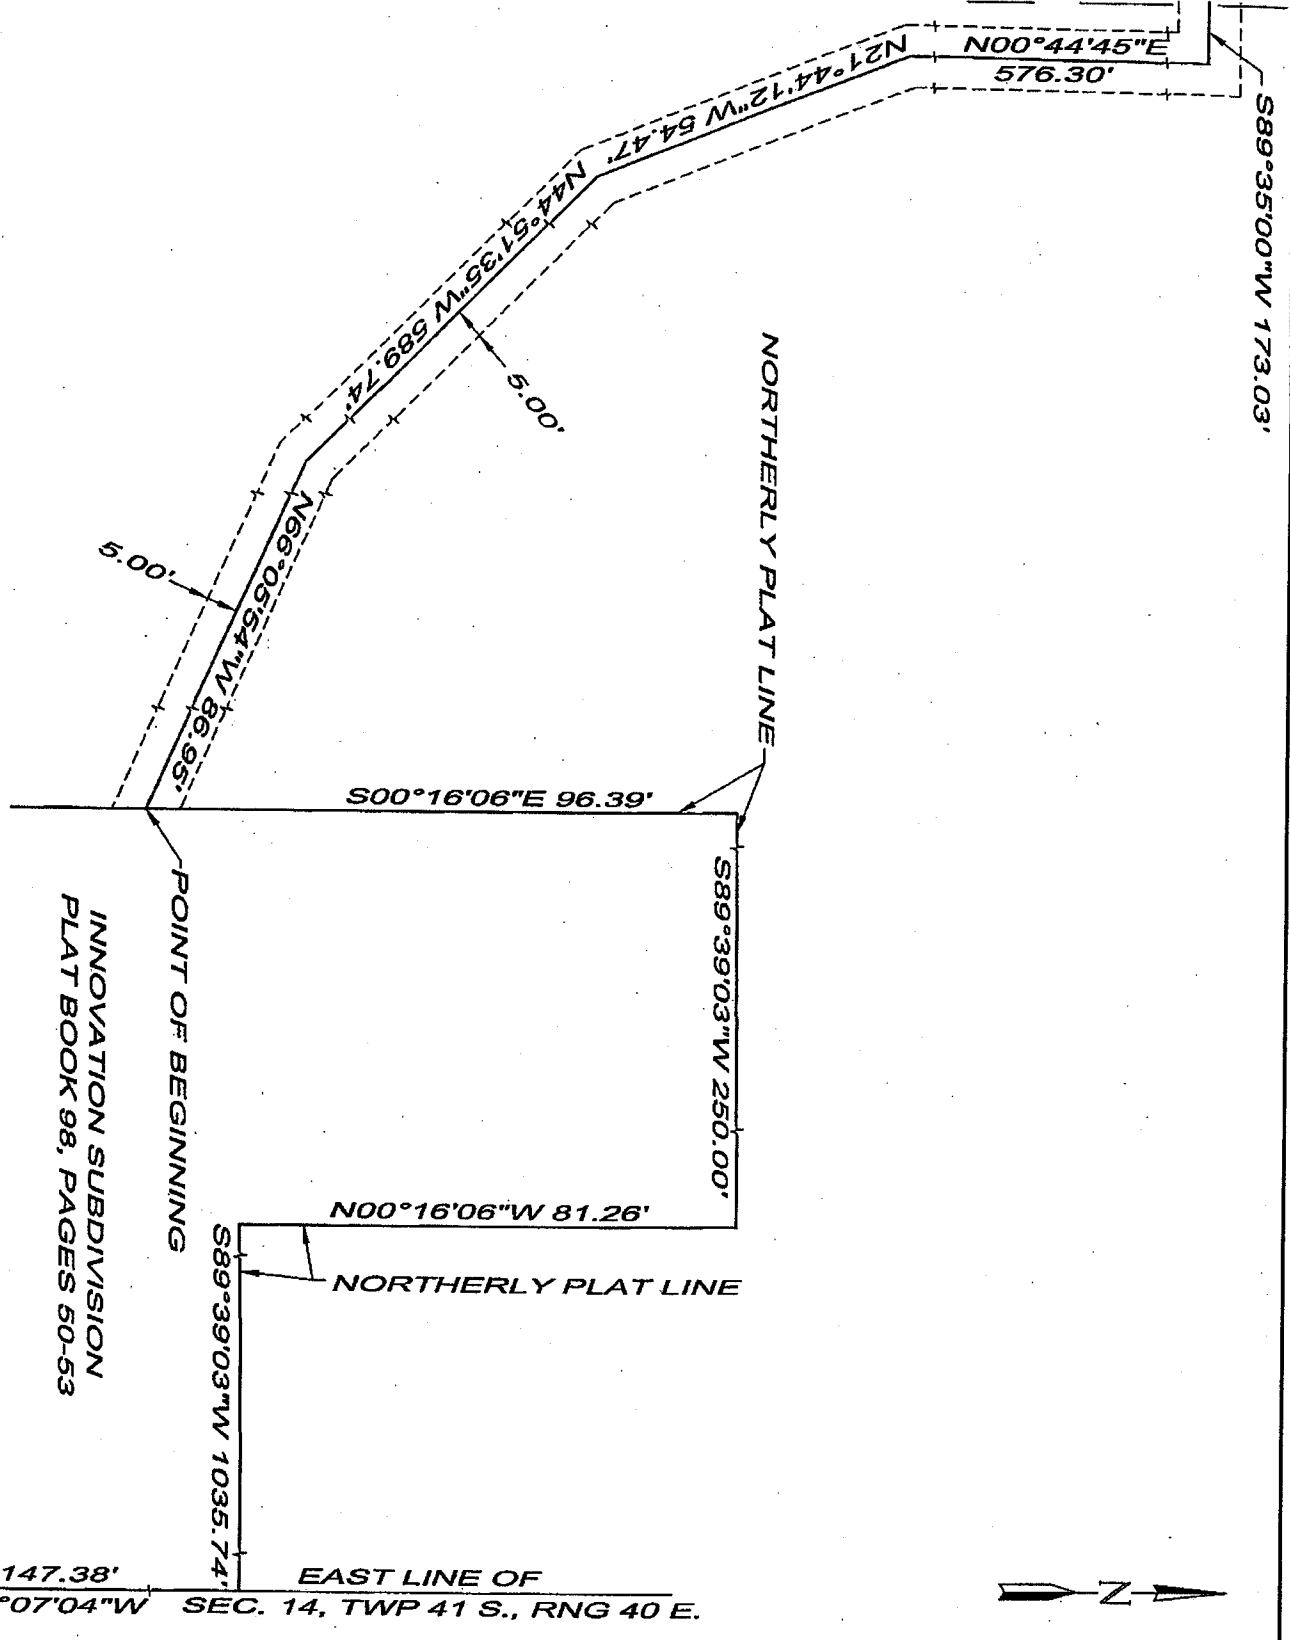 N00°44'45"E
576.30'
S89°35'00"W 173.03'
N21°44'12"W 54.47'
N44°51'35"W 589.74'
5.00'
NORTHERLY PLAT LINE
N66°05'54"W 86.95'
5.00'
S00°16'06"E 96.39'
S89°39'03"W 250.00'
POINT OF BEGINNING
INNOVATION SUBDIVISION
PLAT BOOK 98, PAGES 50-53
N00°16'06"W 81.26'
NORTHERLY PLAT LINE
S89°39'03"W 1035.74'
147.38'
°07'04"W
EAST LINE OF
SEC. 14, TWP 41 S., RNG 40 E.
N